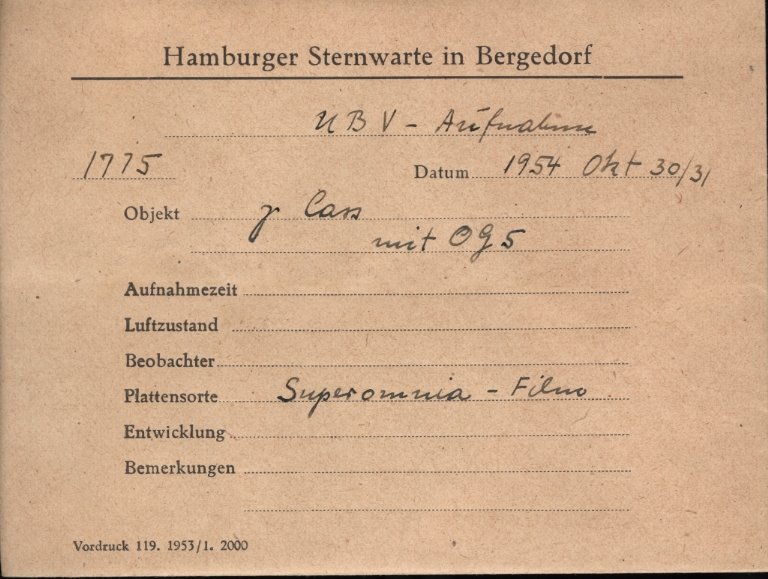 Hamburger Sternwarte in Bergedorf
UBV - Aufnahme
1775 Datum 1954 Okt 30/31
Objekt γ Cass
mit OG5
Aufnahmezeit
Luftzustand
Beobachter
Plattensorte Superomnia - Film
Entwicklung
Bemerkungen
Vordruck 119. 1953/1. 2000